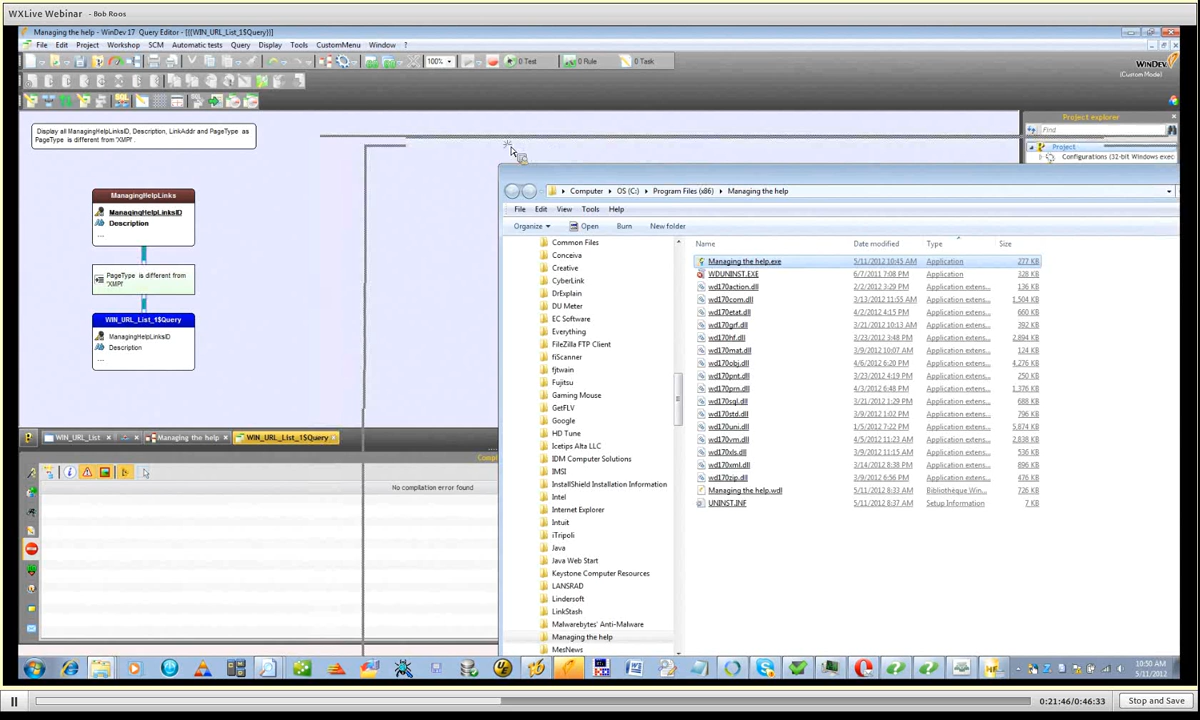 WXLive Webinar - Bob Roos
Managing the help - WinDev 17 Query Editor - [[[WIN_URL_List_1$Query]
File Edit Project Workshop SCM Automatic tests Query Display Tools CustomMenu Window ?
100% 0 Test 0 Rule 0 Task
WINDEV
(Custom Mode)
Display all ManagingHelpLinksID, Description, LinkAddr and PageType as
PageType is different from 'XMPI'.
Project explorer
Find
Project
Configurations (32-bit Windows exec
ManagingHelpLinks
ManagingHelpLinksID
Description
...
PageType is different from
'XMPI'
WIN_URL_List_1$Query
ManagingHelpLinksID
Description
...
Computer OS (C:) Program Files (x86) Managing the help
File Edit View Tools Help
Organize Open Burn New folder
Common Files
Conceiva
Creative
CyberLink
DrExplain
DU Meter
EC Software
Everything
FileZilla FTP Client
fiScanner
fjtwain
Fujitsu
Gaming Mouse
GetFLV
Google
HD Tune
Icetips Alta LLC
IDM Computer Solutions
IMSI
InstallShield Installation Information
Intel
Internet Explorer
Intuit
iTripoli
Java
Java Web Start
Keystone Computer Resources
LANSRAD
Lindersoft
LinkStash
Malwarebytes' Anti-Malware
Managing the help
MesNews
Name Date modified Type Size
Managing the help.exe 5/11/2012 10:45 AM Application 277 KB
WDUNINST.EXE 6/7/2011 7:08 PM Application 328 KB
wd170action.dll 2/2/2012 3:29 PM Application extens... 136 KB
wd170com.dll 3/13/2012 11:55 AM Application extens... 1,504 KB
wd170etat.dll 4/2/2012 4:15 PM Application extens... 660 KB
wd170grf.dll 3/21/2012 10:13 AM Application extens... 392 KB
wd170hf.dll 3/23/2012 3:48 PM Application extens... 2,894 KB
wd170mat.dll 3/9/2012 10:07 AM Application extens... 124 KB
wd170obj.dll 4/6/2012 6:20 PM Application extens... 4,276 KB
wd170pnt.dll 3/23/2012 4:19 PM Application extens... 250 KB
wd170prn.dll 4/3/2012 6:48 PM Application extens... 1,376 KB
wd170sql.dll 3/21/2012 1:29 PM Application extens... 688 KB
wd170std.dll 3/9/2012 1:02 PM Application extens... 796 KB
wd170uni.dll 1/5/2012 7:22 PM Application extens... 1,870 KB
wd170vm.dll 4/5/2012 11:23 AM Application extens... 2,838 KB
wd170xls.dll 3/9/2012 11:15 AM Application extens... 536 KB
wd170xml.dll 3/14/2012 8:38 PM Application extens... 896 KB
wd170zip.dll 3/9/2012 6:56 PM Application extens... 476 KB
Managing the help.wdl 5/11/2012 8:33 AM Bibliothèque Win... 726 KB
UNINST.INF 5/11/2012 8:37 AM Setup Information 7 KB
WIN_URL_List Managing the help WIN_URL_List_1$Query
No compilation error found
10:50 AM
5/11/2012
0:21:46/0:46:33
Stop and Save